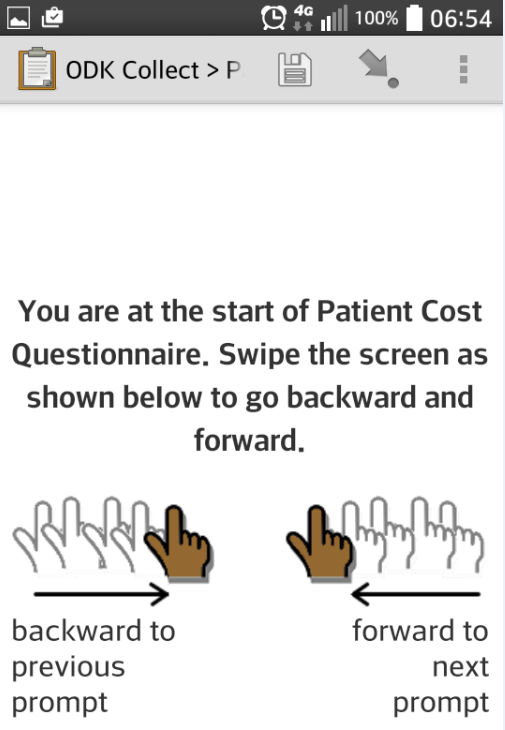 4G 100% 06:54
ODK Collect > P
You are at the start of Patient Cost
Questionnaire. Swipe the screen as
shown below to go backward and
forward.
backward to
previous
prompt
forward to
next
prompt